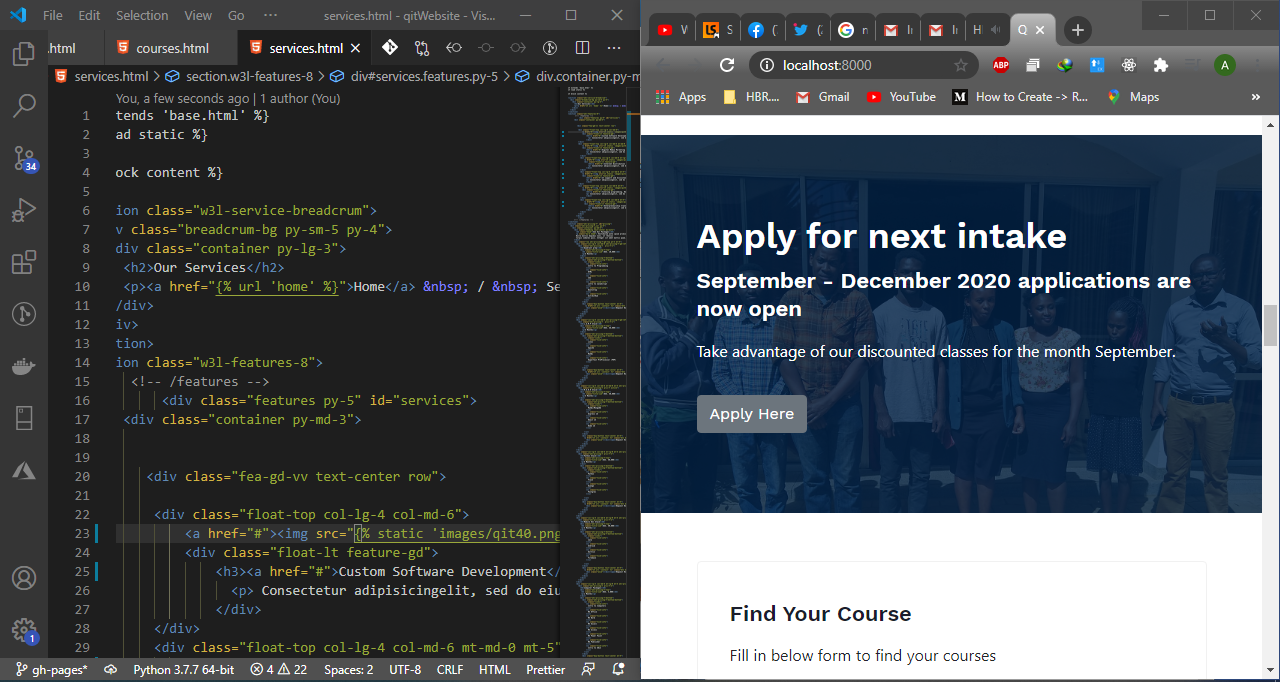 File Edit Selection View Go ··· services.html - qitWebsite - Vis...
.html courses.html services.html
services.html > section.w3l-features-8 > div#services.features.py-5 > div.container.py-m
You, a few seconds ago | 1 author (You)
1 tends 'base.html' %}
2 ad static %}
3
4 ock content %}
5
6 ion class="w3l-service-breadcrum">
7 v class="breadcrum-bg py-sm-5 py-4">
8 div class="container py-lg-3">
9 <h2>Our Services</h2>
10 <p><a href="{% url 'home' %}">Home</a> &nbsp; / &nbsp; Se
11 /div>
12 iv>
13 tion>
14 ion class="w3l-features-8">
15 <!-- /features -->
16 <div class="features py-5" id="services">
17 <div class="container py-md-3">
18
19
20 <div class="fea-gd-vv text-center row">
21
22 <div class="float-top col-lg-4 col-md-6">
23 <a href="#"><img src="{% static 'images/qit40.png
24 <div class="float-lt feature-gd">
25 <h3><a href="#">Custom Software Development</
26 <p> Consectetur adipisicingelit, sed do eiu
27 </div>
28 </div>
29 <div class="float-top col-lg-4 col-md-6 mt-md-0 mt-5"
34
1
gh-pages* Python 3.7.7 64-bit 4 22 Spaces: 2 UTF-8 CRLF HTML Prettier
localhost:8000 ABP A
Apps HBR.... Gmail YouTube M How to Create -> R... Maps »
Apply for next intake
September - December 2020 applications are
now open
Take advantage of our discounted classes for the month September.
Apply Here
Find Your Course
Fill in below form to find your courses